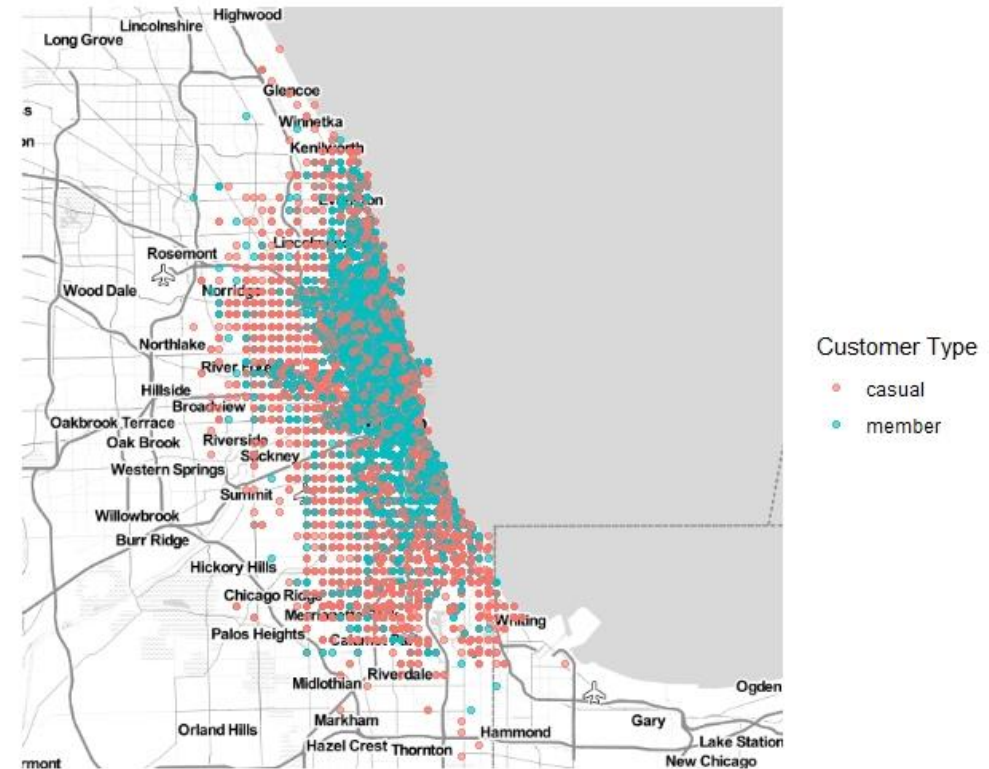 Highwood
Lincolnshire
Long Grove
Glencoe
Winnetka
Kenilworth
Rosemont
Wood Dale
Norridge
Northlake
Hillside
Broadview
Oakbrook Terrace
Oak Brook
Riverside
Stickney
Western Springs
Summit
Willowbrook
Burr Ridge
Hickory Hills
Chicago Ridge
Palos Heights
Whiting
Riverdale
Midlothian
Ogden
Orland Hills
Markham
Gary
Hammond
Hazel Crest
Thornton
Lake Station
New Chicago
rmont
Customer Type
casual
member